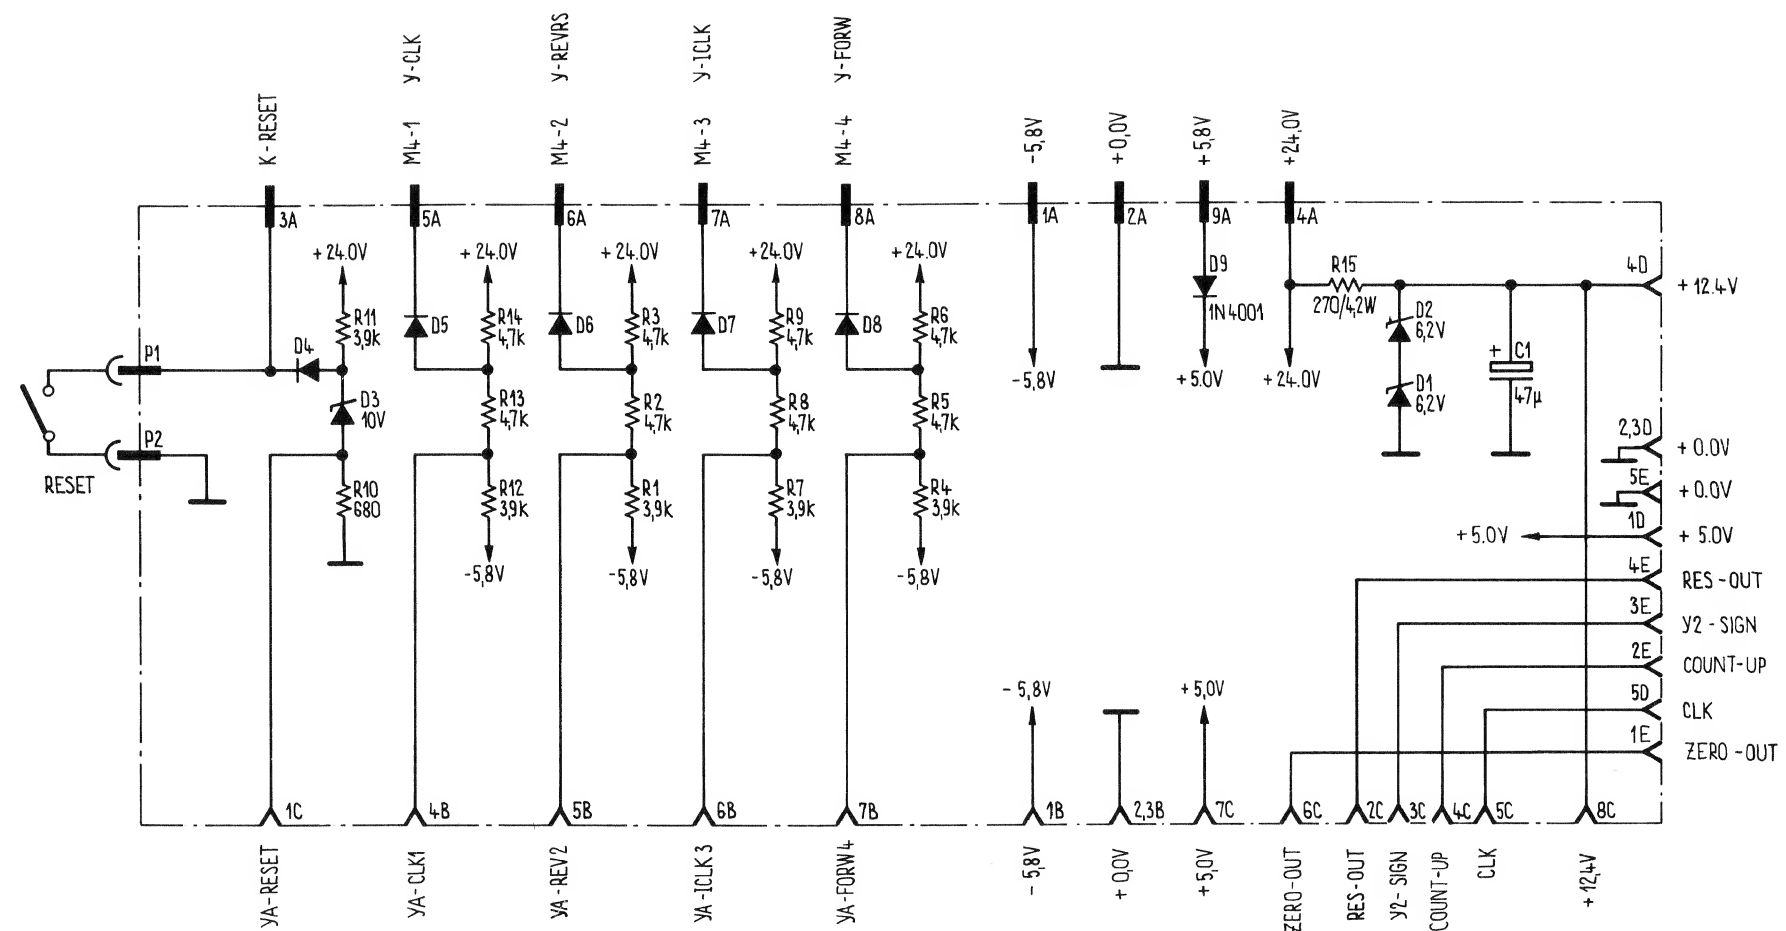 K-RESET
M4-1 Y-CLK
M4-2 Y-REVRS
M4-3 Y-ICLK
M4-4 Y-FORW
-5,8V
+0,0V
+5,8V
+24,0V
3A
5A
6A
7A
8A
1A
2A
9A
4A
+24.0V
+24.0V
+24.0V
+24.0V
+24.0V
D9
1N4001
R15
270/4,2W
4D
+12.4V
R11
3,9k
D5
R14
4,7k
D6
R3
4,7k
D7
R9
4,7k
D8
R6
4,7k
D2
6,2V
P1
D4
C1
+
47µ
-5,8V
+5.0V
+24.0V
D1
6,2V
D3
10V
R13
4,7k
R2
4,7k
R8
4,7k
R5
4,7k
P2
2,3D
+0.0V
RESET
R10
680
R12
3,9k
R1
3,9k
R7
3,9k
R4
3,9k
5E
+0.0V
1D
+5.0V
+5.0V
-5,8V
-5,8V
-5,8V
-5,8V
4E
RES-OUT
3E
Y2-SIGN
2E
COUNT-UP
-5,8V
+5,0V
5D
CLK
1E
ZERO-OUT
1C
4B
5B
6B
7B
1B
2,3B
7C
6C
2C
3C
4C
5C
8C
YA-RESET
YA-CLK1
YA-REV2
YA-ICLK3
YA-FORW4
-5,8V
+0,0V
+5,0V
ZERO-OUT
RES-OUT
Y2-SIGN
COUNT-UP
CLK
+12,4V